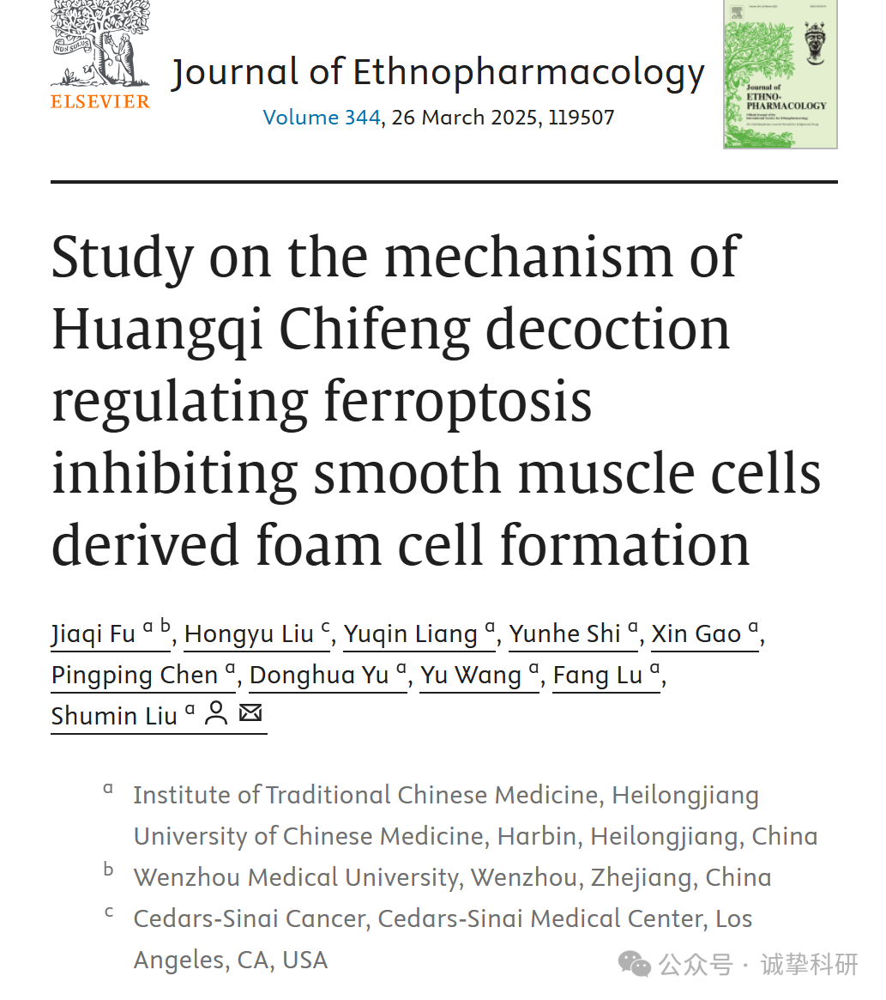 NON SOLUS
ELSEVIER
Journal of Ethnopharmacology
Volume 344, 26 March 2025, 119507
Journal of
ETHNO-
PHARMACOLOGY
Study on the mechanism of
Huangqi Chifeng decoction
regulating ferroptosis
inhibiting smooth muscle cells
derived foam cell formation
Jiaqi Fu a b, Hongyu Liu c, Yuqin Liang a, Yunhe Shi a, Xin Gao a,
Pingping Chen a, Donghua Yu a, Yu Wang a, Fang Lu a,
Shumin Liu a
a Institute of Traditional Chinese Medicine, Heilongjiang
University of Chinese Medicine, Harbin, Heilongjiang, China
b Wenzhou Medical University, Wenzhou, Zhejiang, China
c Cedars-Sinai Cancer, Cedars-Sinai Medical Center, Los
Angeles, CA, USA
公众号 · 诚挚科研